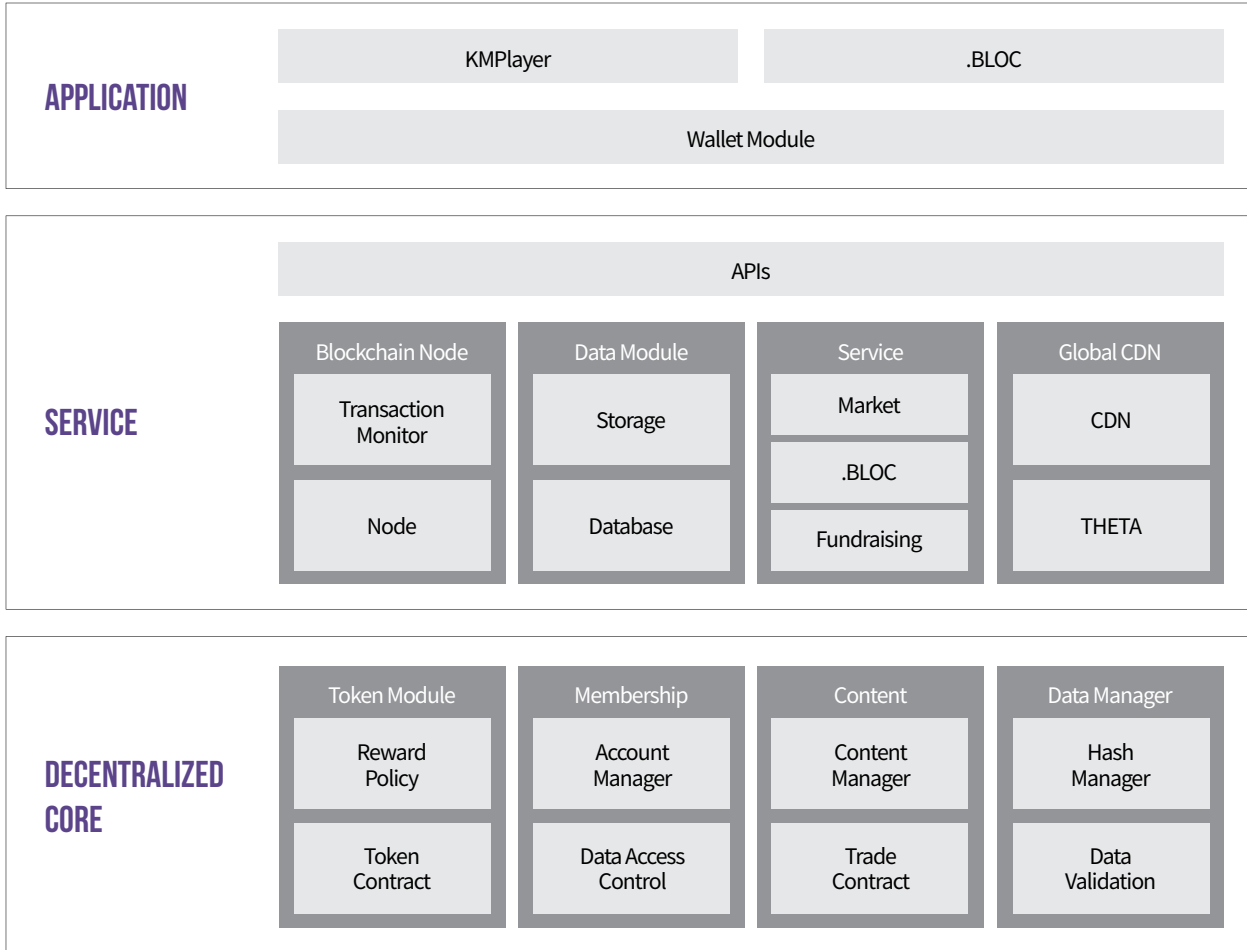 APPLICATION
KMPlayer
.BLOC
Wallet Module
SERVICE
APIs
Blockchain Node
Transaction
Monitor
Node
Data Module
Storage
Database
Service
Market
.BLOC
Fundraising
Global CDN
CDN
THETA
DECENTRALIZED
CORE
Token Module
Reward
Policy
Token
Contract
Membership
Account
Manager
Data Access
Control
Content
Content
Manager
Trade
Contract
Data Manager
Hash
Manager
Data
Validation